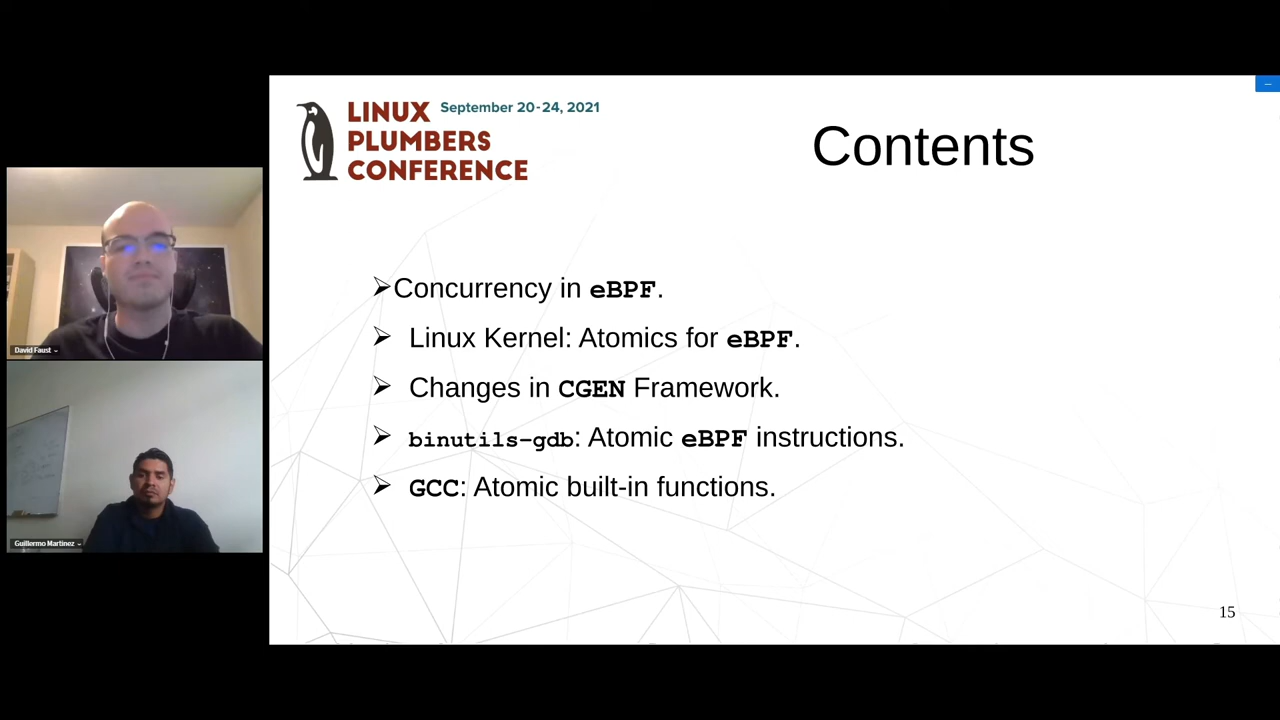 LINUX September 20-24, 2021
PLUMBERS
CONFERENCE
Contents
➢Concurrency in eBPF.
➢ Linux Kernel: Atomics for eBPF.
➢ Changes in CGEN Framework.
➢ binutils-gdb: Atomic eBPF instructions.
➢ GCC: Atomic built-in functions.
15
David Faust
Guillermo Martinez